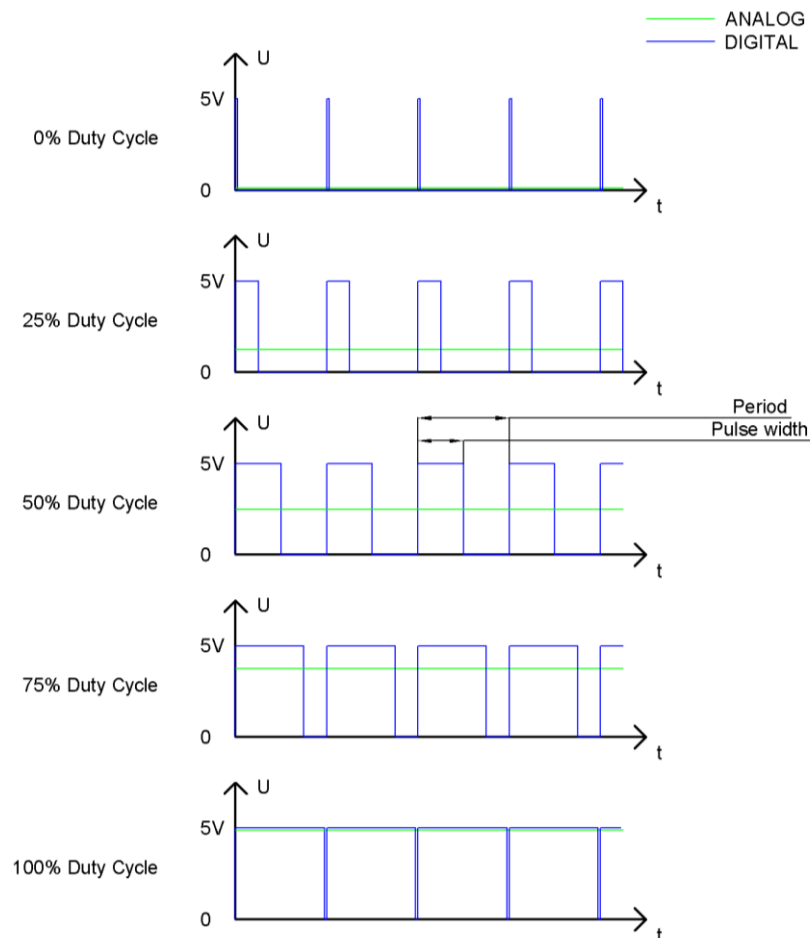 ANALOG
DIGITAL
U
5V
0% Duty Cycle
0
t
U
5V
25% Duty Cycle
0
t
Period
U
Pulse width
5V
50% Duty Cycle
0
t
U
5V
75% Duty Cycle
0
t
U
5V
100% Duty Cycle
0
t